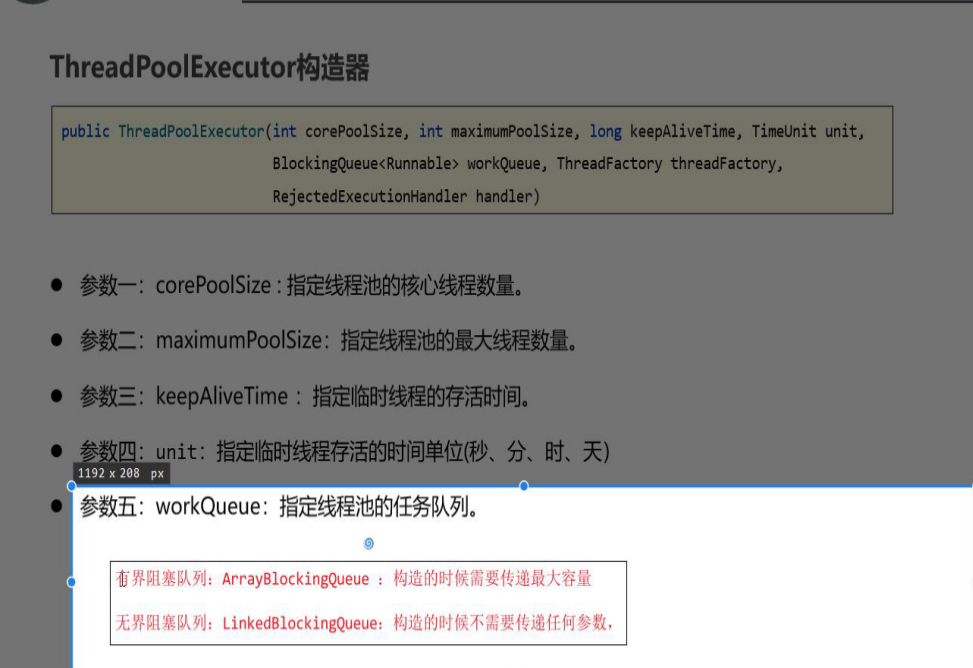 ThreadPoolExecutor构造器
public ThreadPoolExecutor(int corePoolSize, int maximumPoolSize, long keepAliveTime, TimeUnit unit,
BlockingQueue<Runnable> workQueue, ThreadFactory threadFactory,
RejectedExecutionHandler handler)
● 参数一：corePoolSize : 指定线程池的核心线程数量。
● 参数二：maximumPoolSize：指定线程池的最大线程数量。
● 参数三：keepAliveTime ：指定临时线程的存活时间。
● 参数四：unit：指定临时线程存活的时间单位(秒、分、时、天)
1192 x 208 px
● 参数五：workQueue：指定线程池的任务队列。
有界阻塞队列：ArrayBlockingQueue ：构造的时候需要传递最大容量
无界阻塞队列：LinkedBlockingQueue：构造的时候不需要传递任何参数，